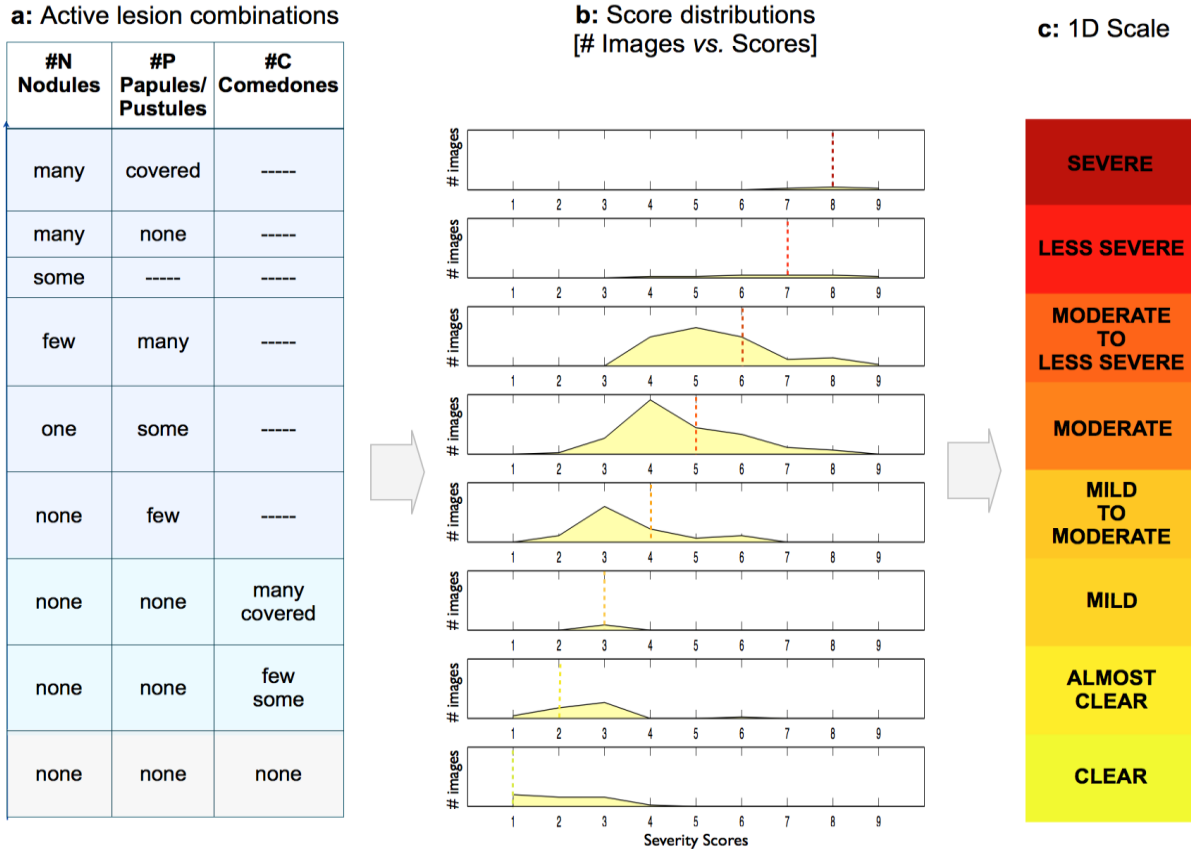 a: Active lesion combinations
#N
Nodules
#P
Papules/
Pustules
#C
Comedones
many covered -----
many none -----
some ----- -----
few many -----
one some -----
none few -----
none none many
covered
none none few
some
none none none
b: Score distributions
[# Images vs. Scores]
# images
1 2 3 4 5 6 7 8 9
# images
1 2 3 4 5 6 7 8 9
# images
1 2 3 4 5 6 7 8 9
# images
1 2 3 4 5 6 7 8 9
# images
1 2 3 4 5 6 7 8 9
# images
1 2 3 4 5 6 7 8 9
# images
1 2 3 4 5 6 7 8 9
# images
1 2 3 4 5 6 7 8 9
Severity Scores
c: 1D Scale
SEVERE
LESS SEVERE
MODERATE
TO
LESS SEVERE
MODERATE
MILD
TO
MODERATE
MILD
ALMOST
CLEAR
CLEAR